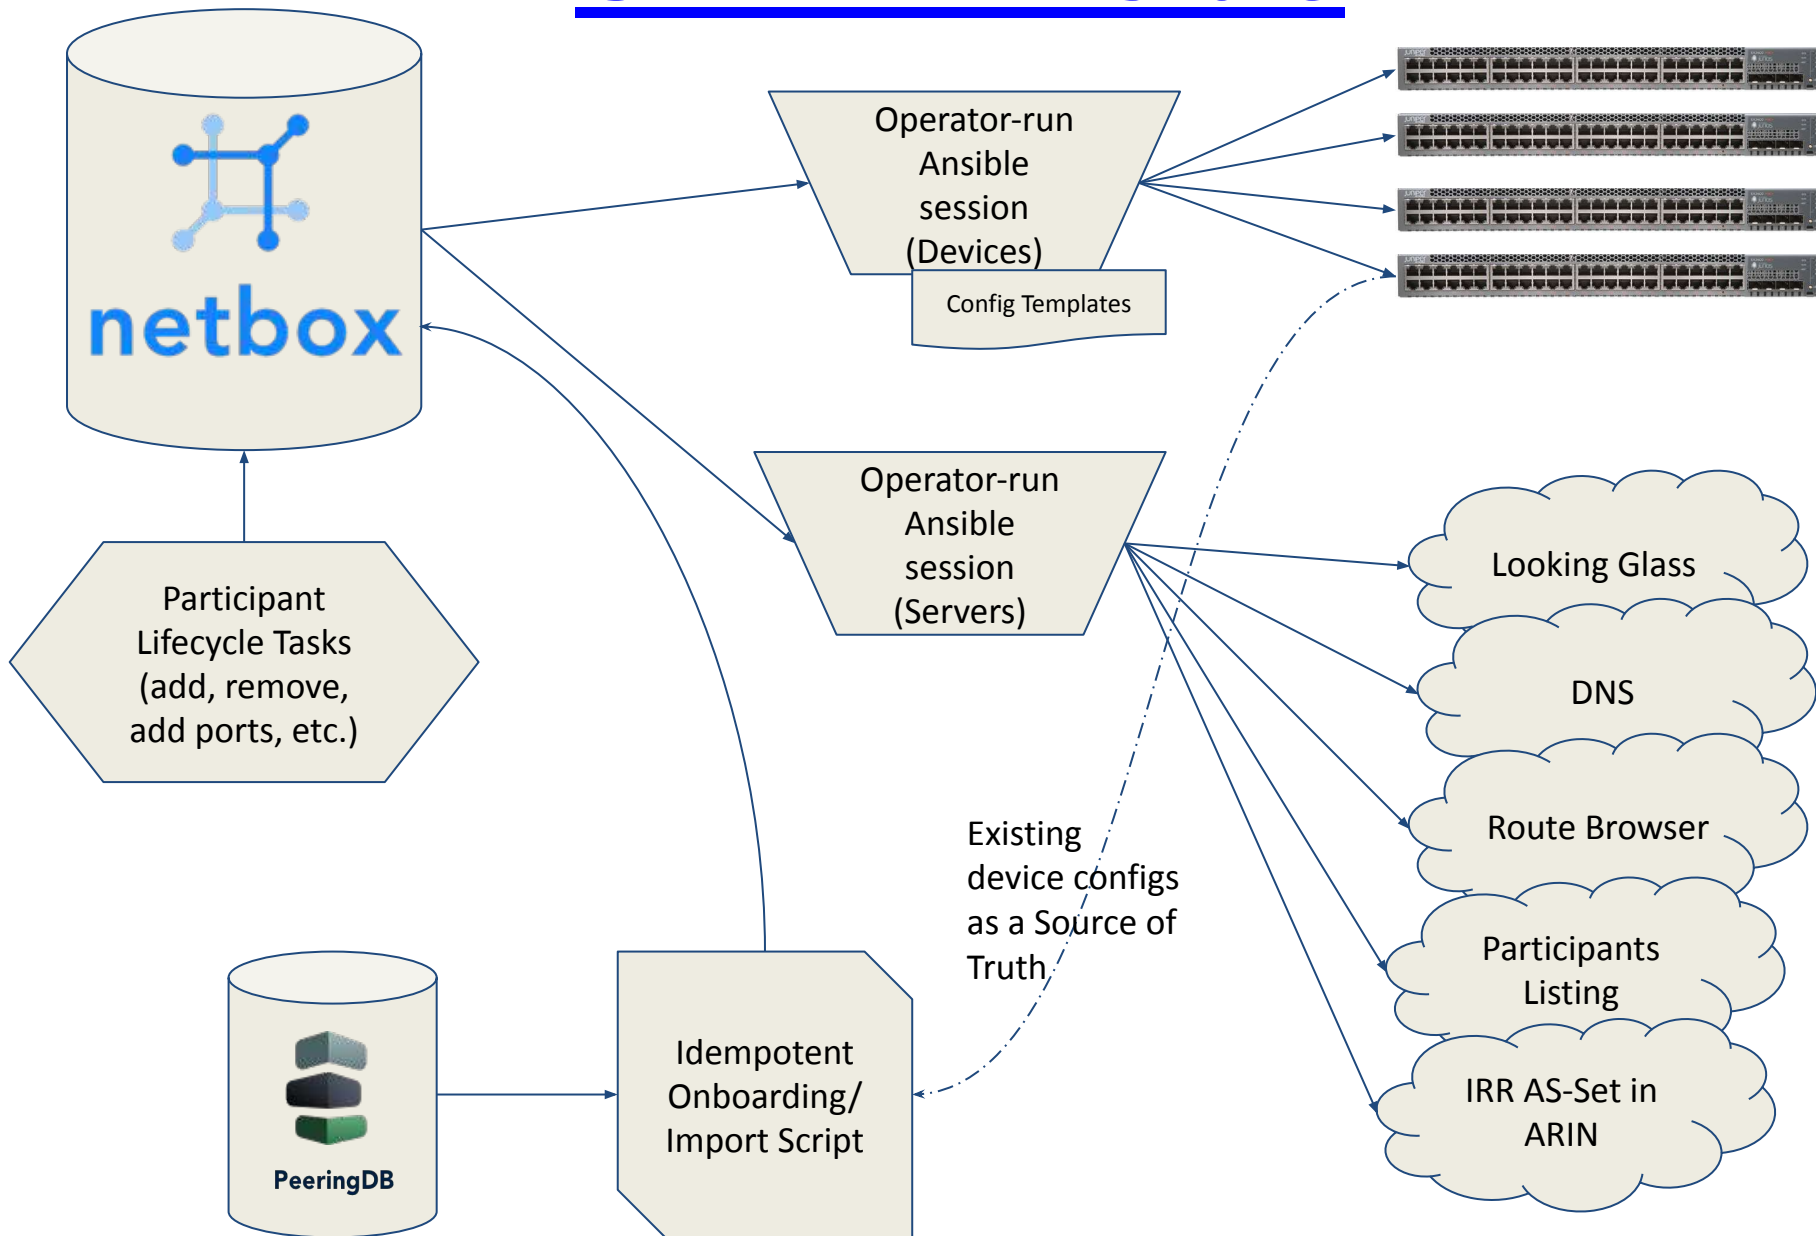 netbox
Operator-run
Ansible
session
(Devices)
Config Templates
Operator-run
Ansible
session
(Servers)
Participant
Lifecycle Tasks
(add, remove,
add ports, etc.)
Looking Glass
DNS
Route Browser
Participants
Listing
IRR AS-Set in
ARIN
Existing
device configs
as a Source of
Truth
Idempotent
Onboarding/
Import Script
PeeringDB